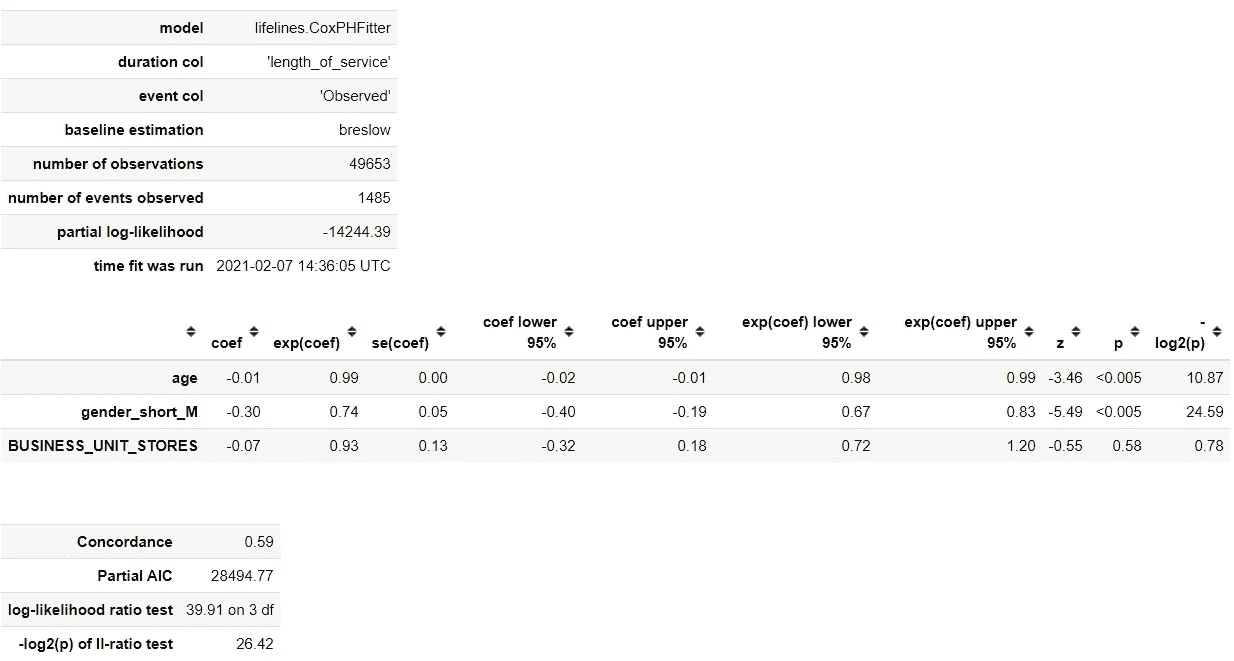 model lifelines.CoxPHFitter
duration col 'length_of_service'
event col 'Observed'
baseline estimation breslow
number of observations 49653
number of events observed 1485
partial log-likelihood -14244.39
time fit was run 2021-02-07 14:36:05 UTC
coef exp(coef) se(coef) coef lower 95% coef upper 95% exp(coef) lower 95% exp(coef) upper 95% z p -log2(p)
age -0.01 0.99 0.00 -0.02 -0.01 0.98 0.99 -3.46 <0.005 10.87
gender_short_M -0.30 0.74 0.05 -0.40 -0.19 0.67 0.83 -5.49 <0.005 24.59
BUSINESS_UNIT_STORES -0.07 0.93 0.13 -0.32 0.18 0.72 1.20 -0.55 0.58 0.78
Concordance 0.59
Partial AIC 28494.77
log-likelihood ratio test 39.91 on 3 df
-log2(p) of ll-ratio test 26.42